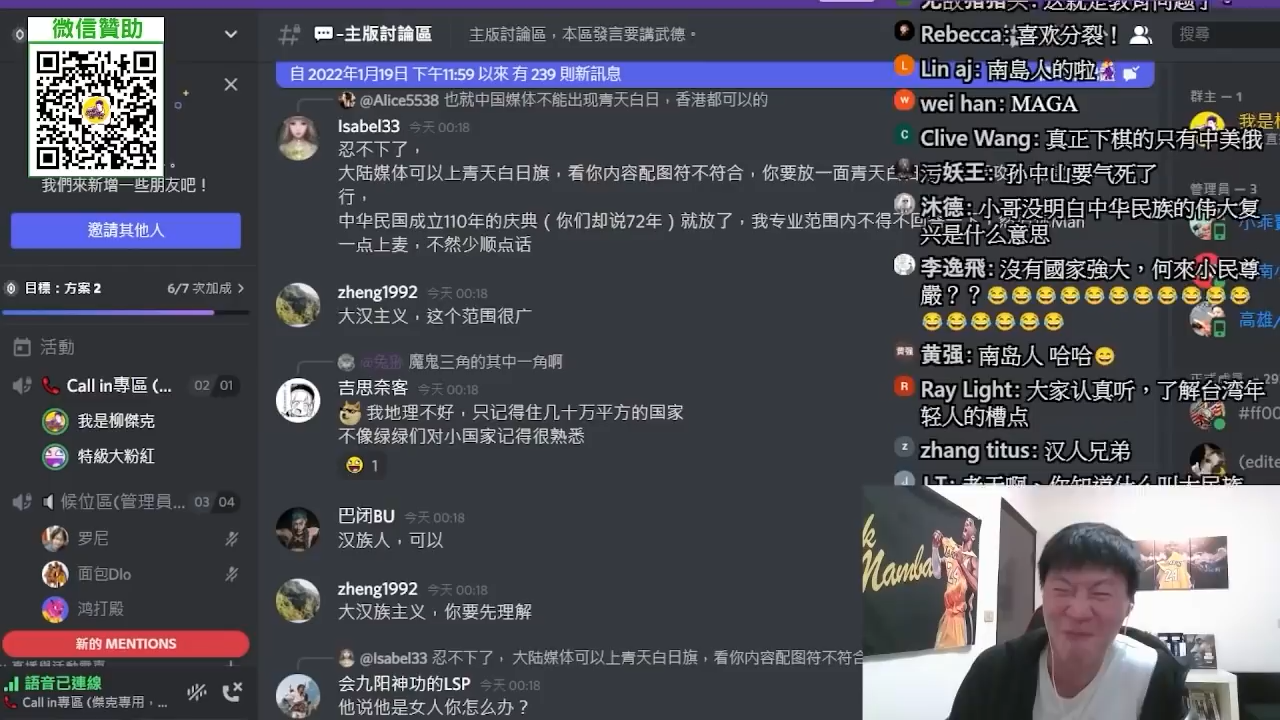 微信贊助
我們來新增一些朋友吧！
邀請其他人
目標：方案 2
6/7 次加成
活動
Call in專區 (...
02 01
我是柳傑克
特級大粉紅
候位區(管理員...
03 04
罗尼
面包Dlo
鸿打殿
新的 MENTIONS
語音已連線
Call in專區 (傑克專用，...
-主版討論區
主版討論區，本區發言要講武德。
搜尋
自 2022年1月19日 下午11:59 以來 有 239 則新訊息
@Alice5538 也就中国媒体不能出现青天白日，香港都可以的
Isabel33 今天 00:18
忍不下了，
大陆媒体可以上青天白日旗，看你内容配图符不符合，你要放一面青天白
行，
中华民国成立110年的庆典（你们却说72年）就放了，我专业范围内不得不回
一点上麦，不然少顺点话
zheng1992 今天 00:18
大汉主义，这个范围很广
魔鬼三角的其中一角啊
吉思奈客 今天 00:18
我地理不好，只记得住几十万平方的国家
不像绿绿们对小国家记得很熟悉
1
巴闭BU 今天 00:18
汉族人，可以
zheng1992 今天 00:18
大汉族主义，你要先理解
@Isabel33 忍不下了， 大陆媒体可以上青天白日旗，看你内容配图符不符合
会九阳神功的LSP 今天 00:18
他说他是女人你怎么办？
Rebecca: 喜欢分裂！
Lin aj: 南島人的啦
wei han: MAGA
Clive Wang: 真正下棋的只有中美俄
污妖王: 孙中山要气死了
沐德: 小哥没明白中华民族的伟大复
兴是什么意思
李逸飛: 沒有國家強大，何來小民尊
嚴？？😂😂😂😂😂😂😂😂😂😂😂
😂😂😂😂😂😂
黄强: 南岛人 哈哈😄
Ray Light: 大家认真听，了解台湾年
轻人的槽点
zhang titus: 汉人兄弟
群主 — 1
我是
管理員 — 3
小乖
高雄
#ff00
(edite
Mamba
24